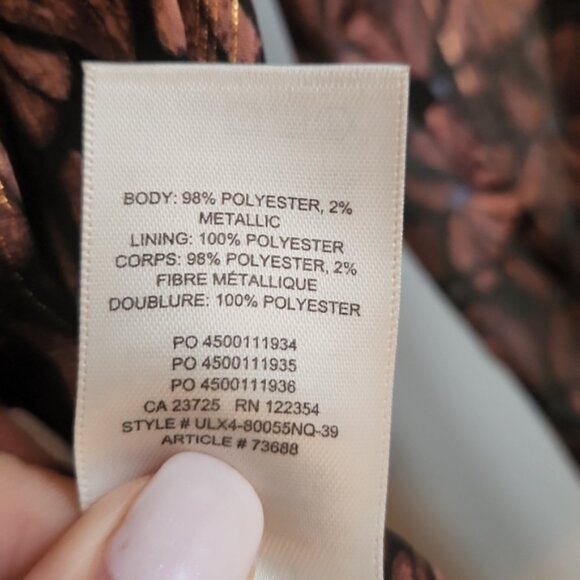 BODY: 98% POLYESTER, 2%
METALLIC
LINING: 100% POLYESTER
CORPS: 98% POLYESTER, 2%
FIBRE MÉTALLIQUE
DOUBLURE: 100% POLYESTER
PO 4500111934
PO 4500111935
PO 4500111936
CA 23725 RN 122354
STYLE # ULX4-80055NQ-39
ARTICLE # 73688